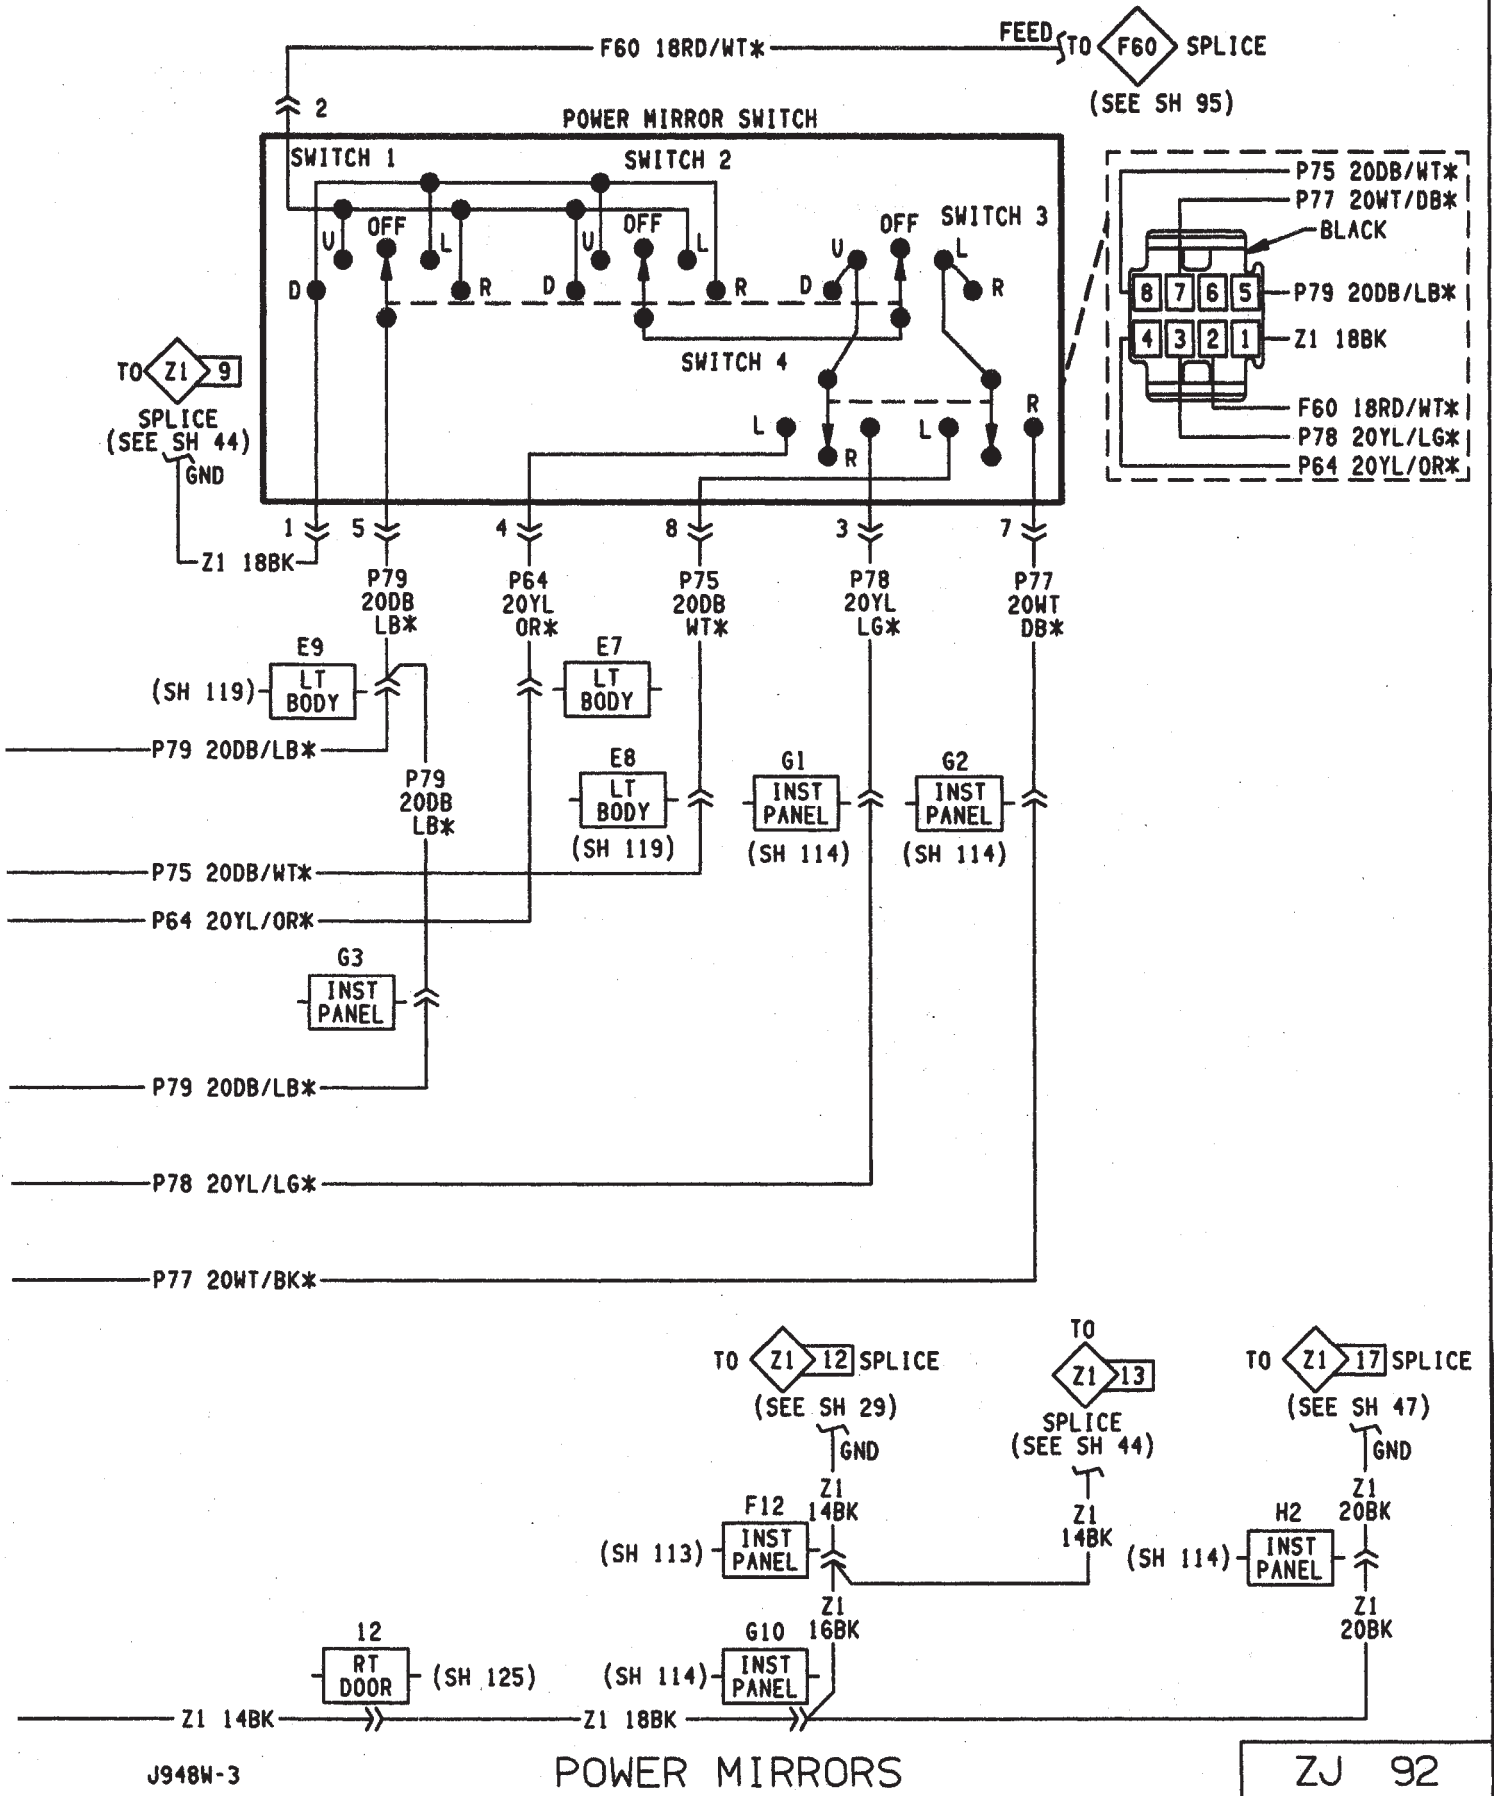 F60 18RD/WT*
FEED
TO F60 SPLICE
(SEE SH 95)
2
POWER MIRROR SWITCH
SWITCH 1
SWITCH 2
SWITCH 3
U OFF L
U OFF L
U OFF L
D R
D R
D R
SWITCH 4
L R L R
P75 20DB/WT*
P77 20WT/DB*
BLACK
8 7 6 5
P79 20DB/LB*
4 3 2 1
Z1 18BK
F60 18RD/WT*
P78 20YL/LG*
P64 20YL/OR*
TO Z1 9
SPLICE
(SEE SH 44)
GND
1 5 4 8 3 7
Z1 18BK
P79
20DB
LB*
P64
20YL
OR*
P75
20DB
WT*
P78
20YL
LG*
P77
20WT
DB*
E9
(SH 119)
LT
BODY
E7
LT
BODY
P79 20DB/LB*
P79
20DB
LB*
E8
LT
BODY
(SH 119)
G1
INST
PANEL
(SH 114)
G2
INST
PANEL
(SH 114)
P75 20DB/WT*
P64 20YL/OR*
G3
INST
PANEL
P79 20DB/LB*
P78 20YL/LG*
P77 20WT/BK*
TO Z1 12 SPLICE
(SEE SH 29)
GND
Z1
14BK
TO
Z1 13
SPLICE
(SEE SH 44)
Z1
14BK
TO Z1 17 SPLICE
(SEE SH 47)
GND
Z1
20BK
F12
(SH 113)
INST
PANEL
H2
(SH 114)
INST
PANEL
Z1
16BK
Z1
20BK
12
RT
DOOR
(SH 125)
G10
(SH 114)
INST
PANEL
Z1 14BK
Z1 18BK
J948W-3
POWER MIRRORS
ZJ 92